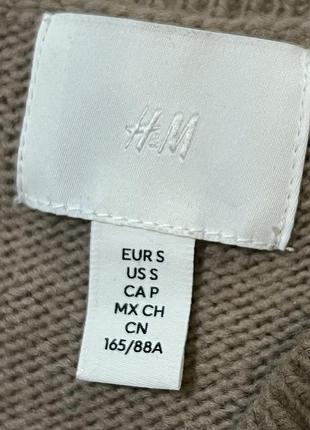 H&M
EUR S
US S
CA P
MX CH
CN
165/88A